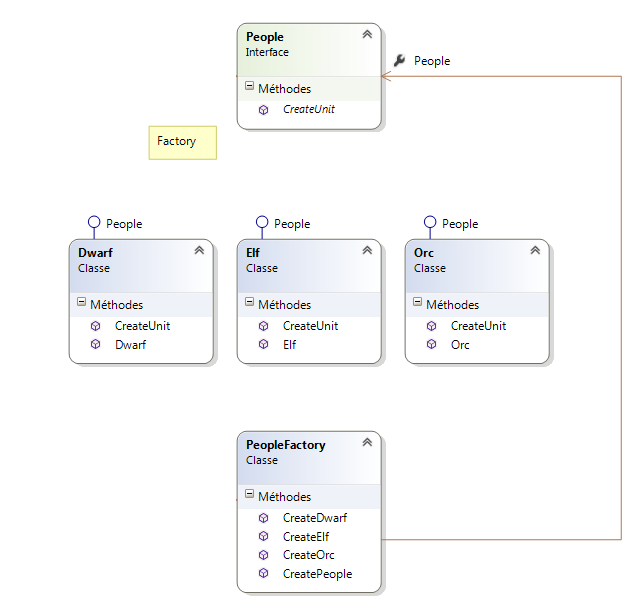 People
Interface
Méthodes
CreateUnit
People
Factory
People
Dwarf
Classe
Méthodes
CreateUnit
Dwarf
People
Elf
Classe
Méthodes
CreateUnit
Elf
People
Orc
Classe
Méthodes
CreateUnit
Orc
PeopleFactory
Classe
Méthodes
CreateDwarf
CreateElf
CreateOrc
CreatePeople